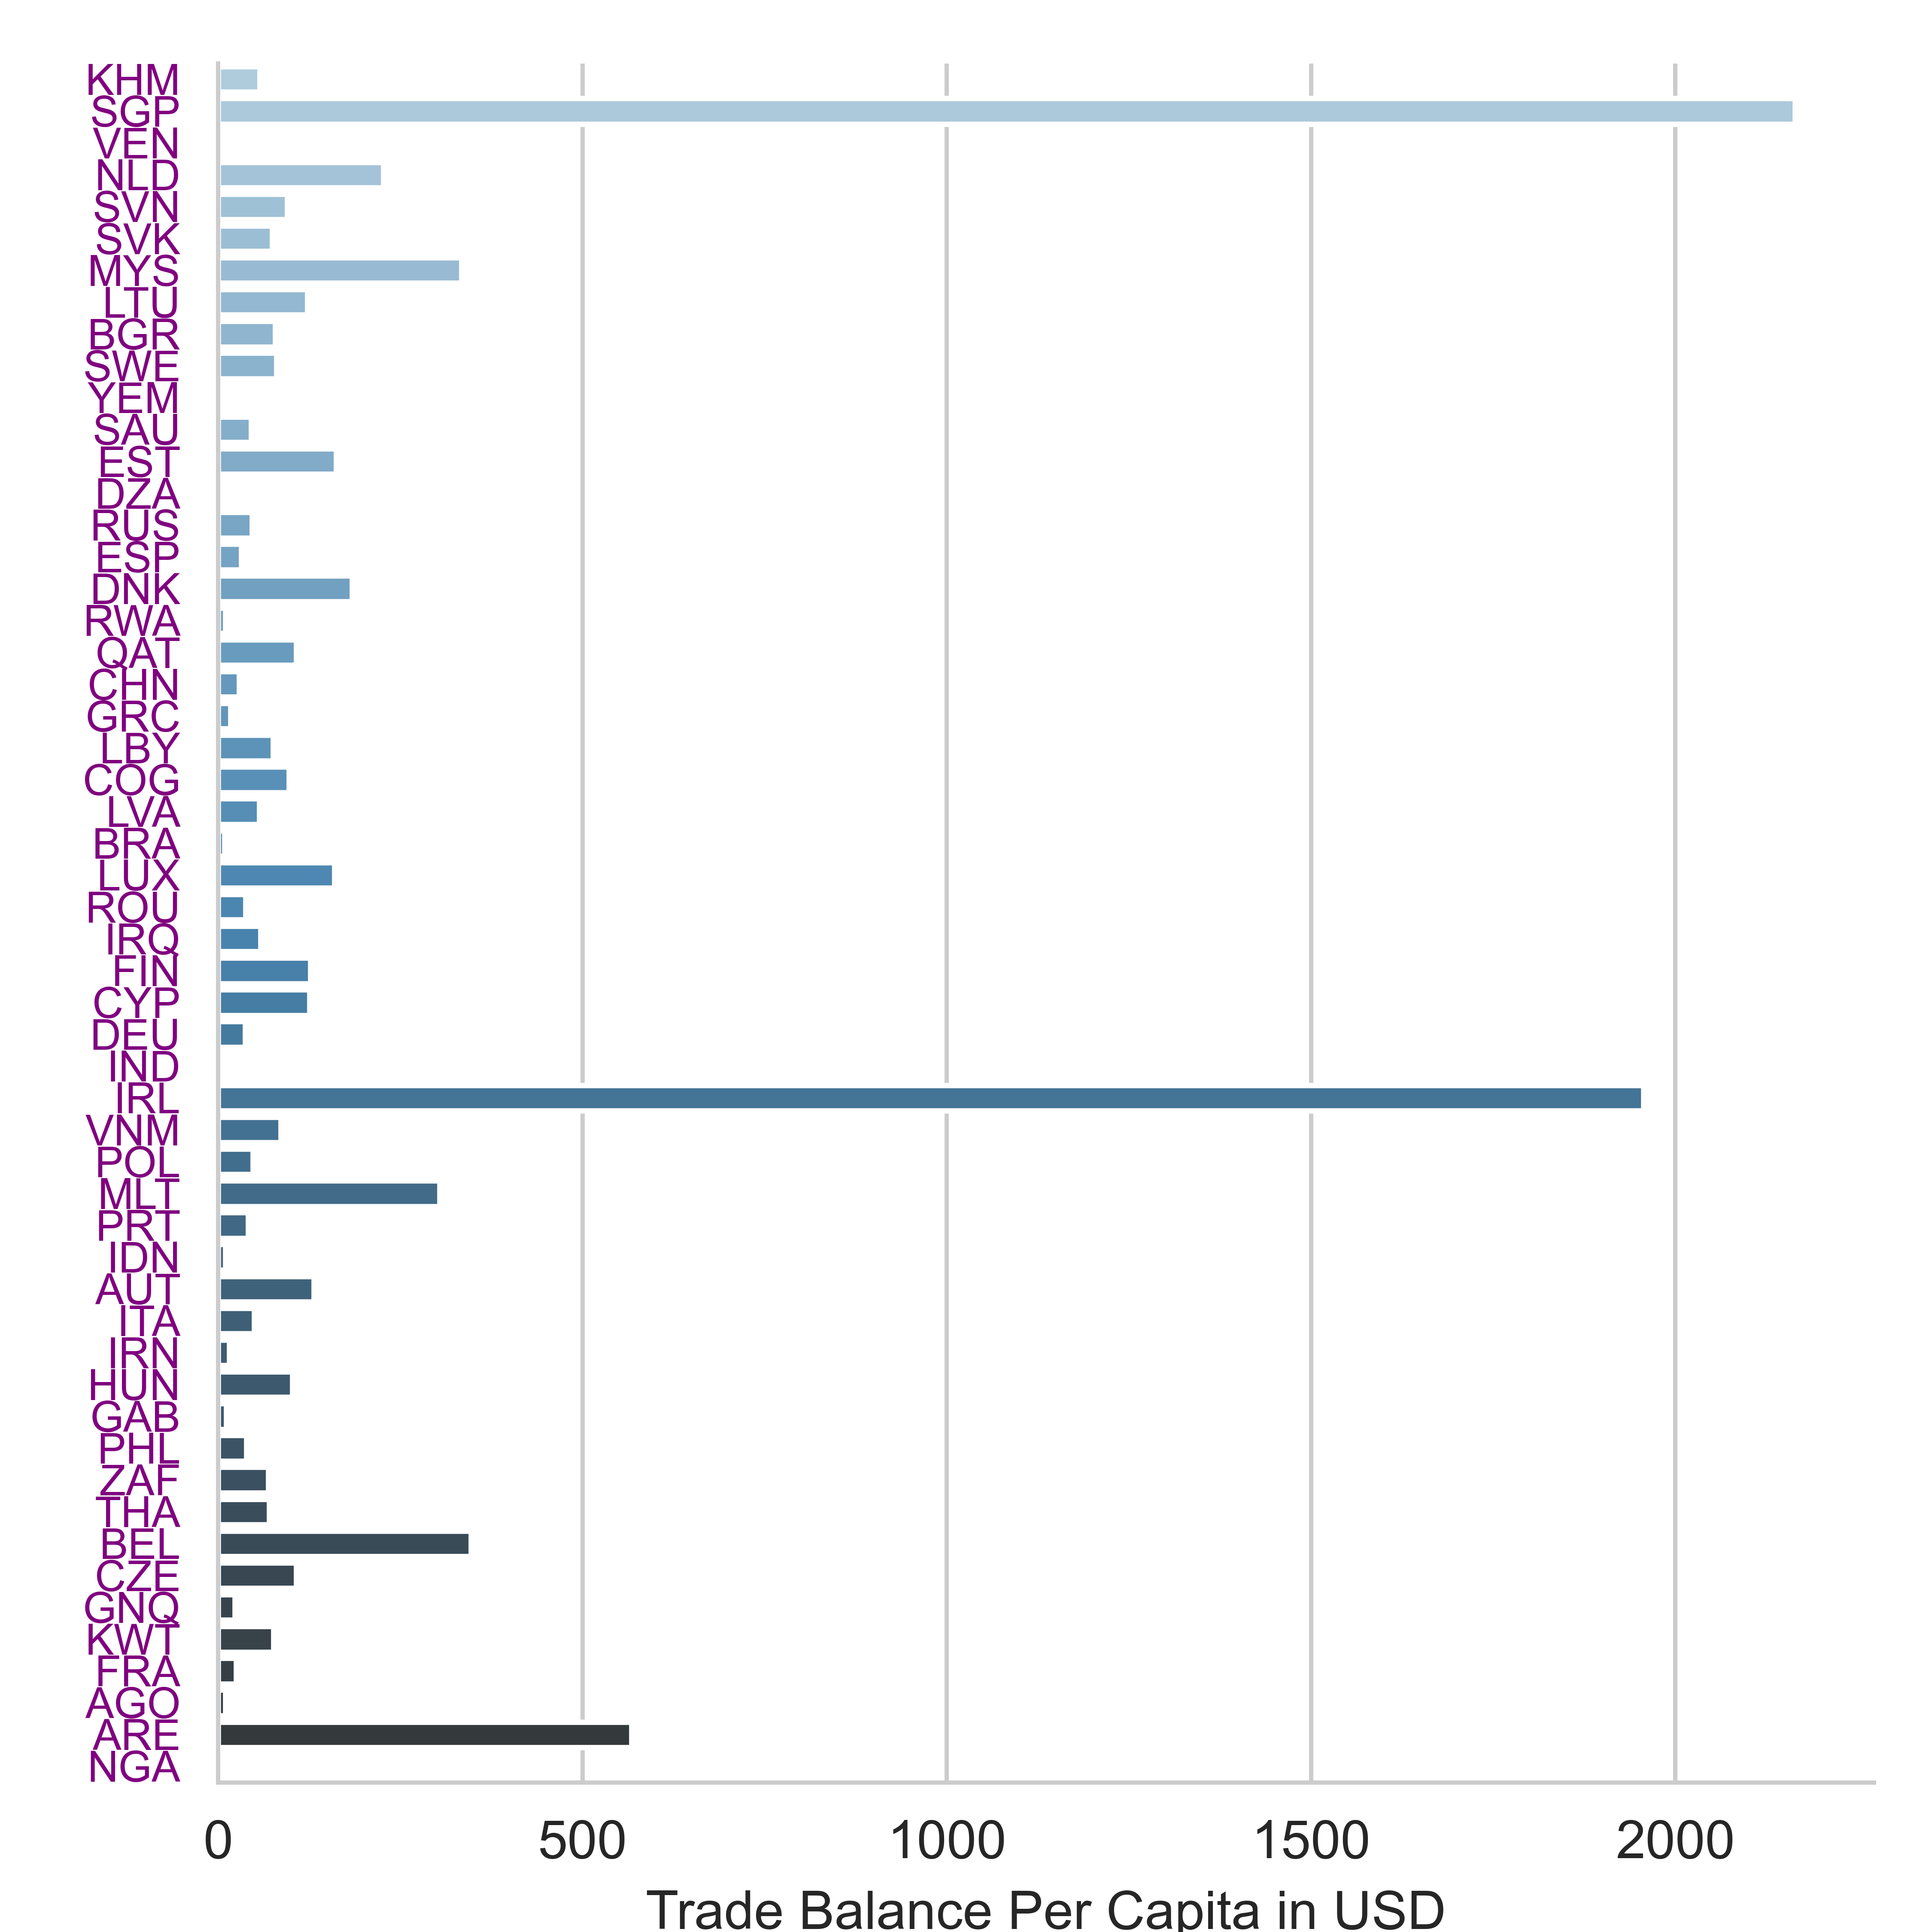 KHM
SGP
VEN
NLD
SVN
SVK
MYS
LTU
BGR
SWE
YEM
SAU
EST
DZA
RUS
ESP
DNK
RWA
QAT
CHN
GRC
LBY
COG
LVA
BRA
LUX
ROU
IRQ
FIN
CYP
DEU
IND
IRL
VNM
POL
MLT
PRT
IDN
AUT
ITA
IRN
HUN
GAB
PHL
ZAF
THA
BEL
CZE
GNQ
KWT
FRA
AGO
ARE
NGA
0 500 1000 1500 2000
Trade Balance Per Capita in USD